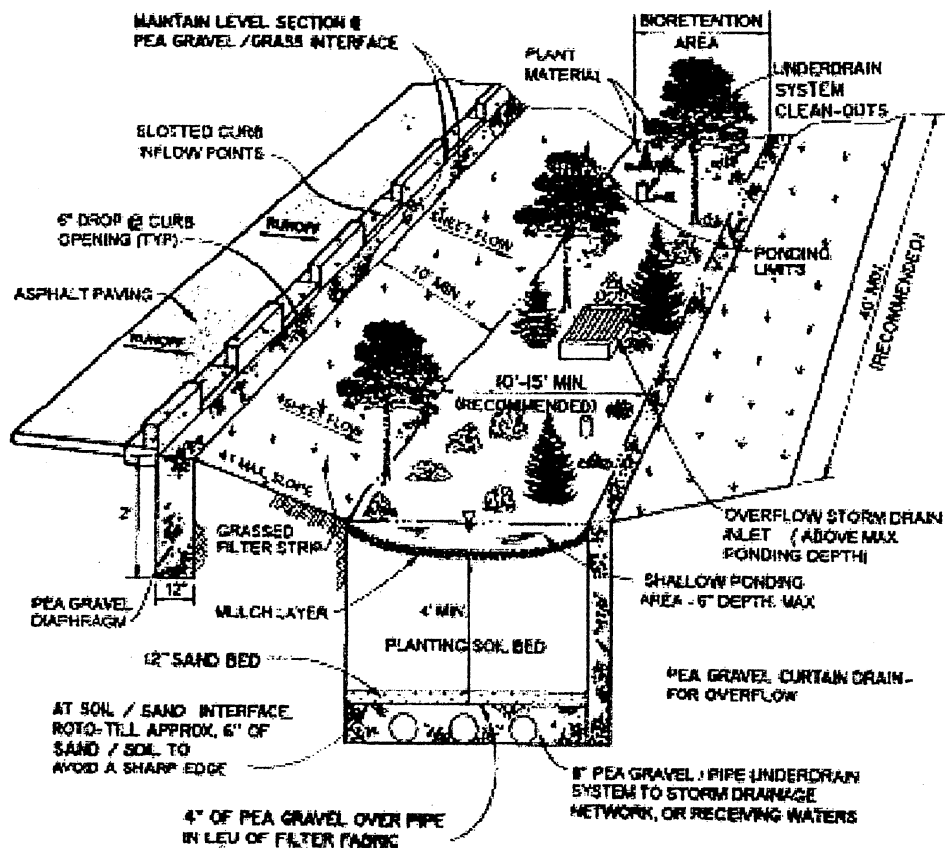 MAINTAIN LEVEL SECTION @
PEA GRAVEL / GRASS INTERFACE
BIORETENTION
AREA
PLANT
MATERIAL
UNDERDRAIN
SYSTEM
CLEAN-OUTS
SLOTTED CURB
INFLOW POINTS
6" DROP @ CURB
OPENING (TYP)
RUNOFF
SHEET FLOW
PONDING
LIMITS
ASPHALT PAVING
10' MIN.
40' MIN.
(RECOMMENDED)
RUNOFF
10'-15' MIN.
(RECOMMENDED)
SHEET FLOW
MAX SLOPE
2'
12"
GRASSED
FILTER STRIP
OVERFLOW STORM DRAIN
INLET (ABOVE MAX
PONDING DEPTH)
SHALLOW PONDING
AREA - 6" DEPTH MAX
PEA GRAVEL
DIAPHRAGM
MULCH LAYER
4' MIN.
PLANTING SOIL BED
12" SAND BED
PEA GRAVEL CURTAIN DRAIN -
FOR OVERFLOW
AT SOIL / SAND INTERFACE
ROTO-TILL APPROX. 6" OF
SAND / SOIL TO
AVOID A SHARP EDGE
8" PEA GRAVEL / PIPE UNDERDRAIN
SYSTEM TO STORM DRAINAGE
NETWORK, OR RECEIVING WATERS
4" OF PEA GRAVEL OVER PIPE
IN LEU OF FILTER FABRIC